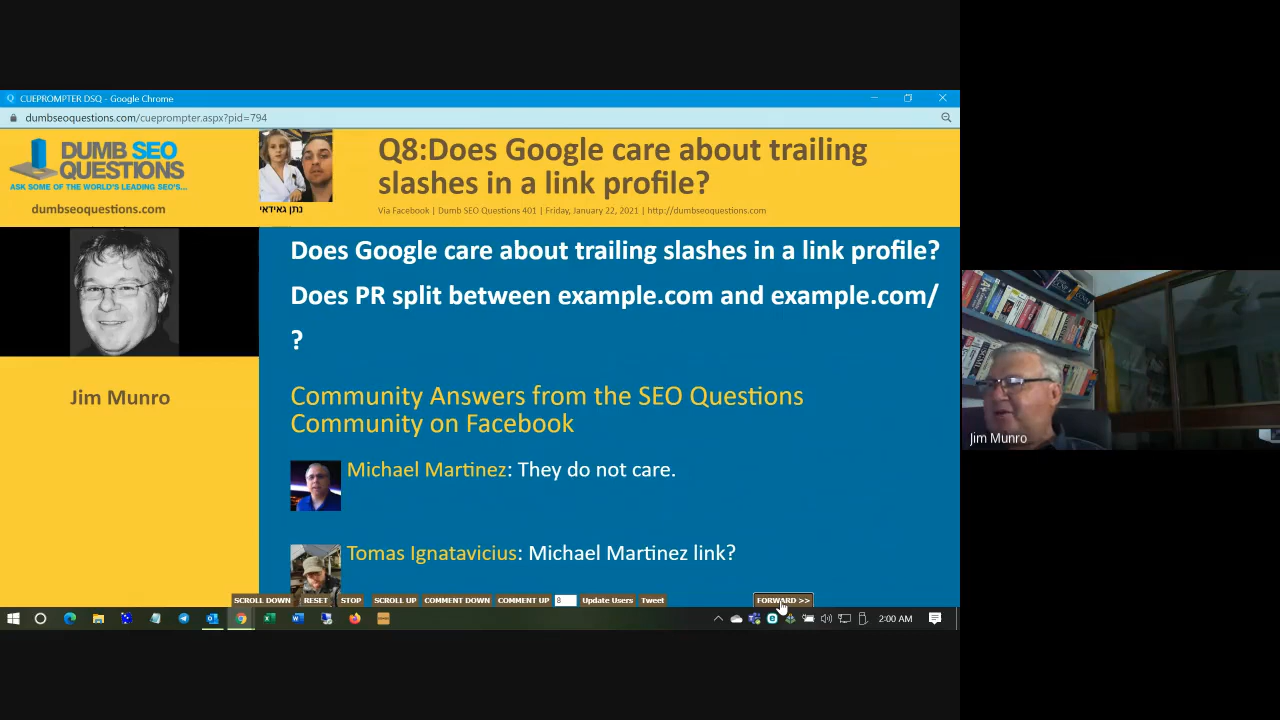 CUEPROMPTER DSQ - Google Chrome
dumbseoquestions.com/cueprompter.aspx?pid=794
DUMB SEO
QUESTIONS
ASK SOME OF THE WORLD'S LEADING SEO'S...
dumbseoquestions.com
נתן גאידאי
Q8:Does Google care about trailing
slashes in a link profile?
Via Facebook | Dumb SEO Questions 401 | Friday, January 22, 2021 | http://dumbseoquestions.com
Jim Munro
Does Google care about trailing slashes in a link profile?
Does PR split between example.com and example.com/
?
Community Answers from the SEO Questions
Community on Facebook
Michael Martinez: They do not care.
Tomas Ignatavicius: Michael Martinez link?
SCROLL DOWN RESET STOP SCROLL UP COMMENT DOWN COMMENT UP 8 Update Users Tweet FORWARD >>
2:00 AM
Jim Munro